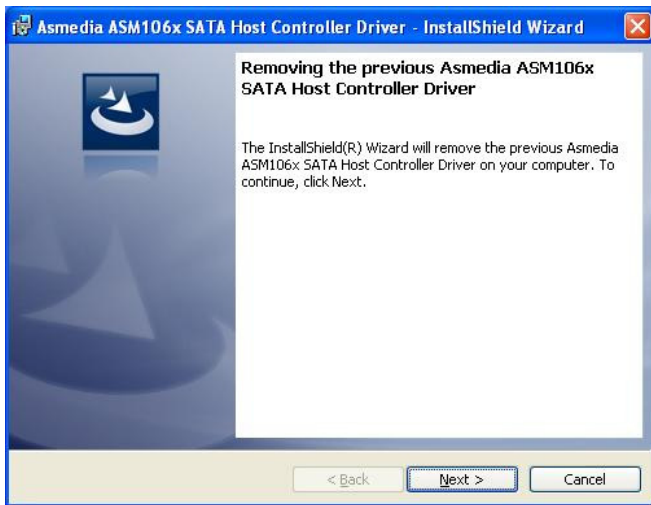 Asmedia ASM106x SATA Host Controller Driver - InstallShield Wizard
Removing the previous Asmedia ASM106x
SATA Host Controller Driver
The InstallShield(R) Wizard will remove the previous Asmedia
ASM106x SATA Host Controller Driver on your computer. To
continue, click Next.
< Back Next > Cancel